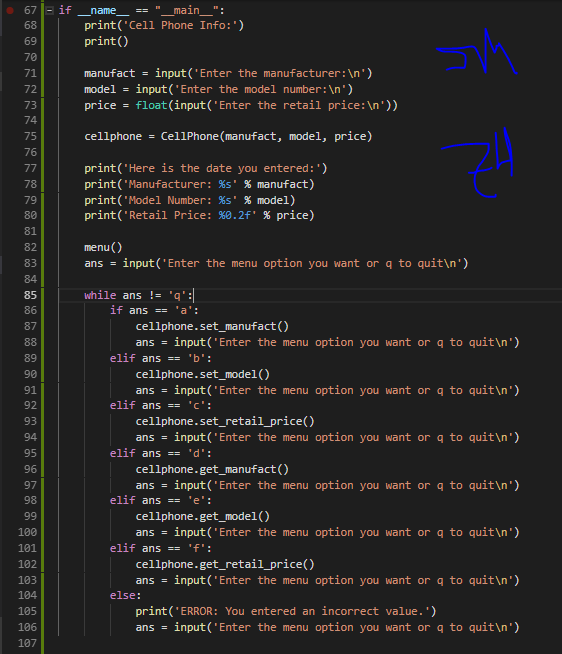 67 if __name__ == "__main__":
68 print('Cell Phone Info:')
69 print()
70
71 manufact = input('Enter the manufacturer:\n')
72 model = input('Enter the model number:\n')
73 price = float(input('Enter the retail price:\n'))
74
75 cellphone = CellPhone(manufact, model, price)
76
77 print('Here is the date you entered:')
78 print('Manufacturer: %s' % manufact)
79 print('Model Number: %s' % model)
80 print('Retail Price: %0.2f' % price)
81
82 menu()
83 ans = input('Enter the menu option you want or q to quit\n')
84
85 while ans != 'q':
86 if ans == 'a':
87 cellphone.set_manufact()
88 ans = input('Enter the menu option you want or q to quit\n')
89 elif ans == 'b':
90 cellphone.set_model()
91 ans = input('Enter the menu option you want or q to quit\n')
92 elif ans == 'c':
93 cellphone.set_retail_price()
94 ans = input('Enter the menu option you want or q to quit\n')
95 elif ans == 'd':
96 cellphone.get_manufact()
97 ans = input('Enter the menu option you want or q to quit\n')
98 elif ans == 'e':
99 cellphone.get_model()
100 ans = input('Enter the menu option you want or q to quit\n')
101 elif ans == 'f':
102 cellphone.get_retail_price()
103 ans = input('Enter the menu option you want or q to quit\n')
104 else:
105 print('ERROR: You entered an incorrect value.')
106 ans = input('Enter the menu option you want or q to quit\n')
107